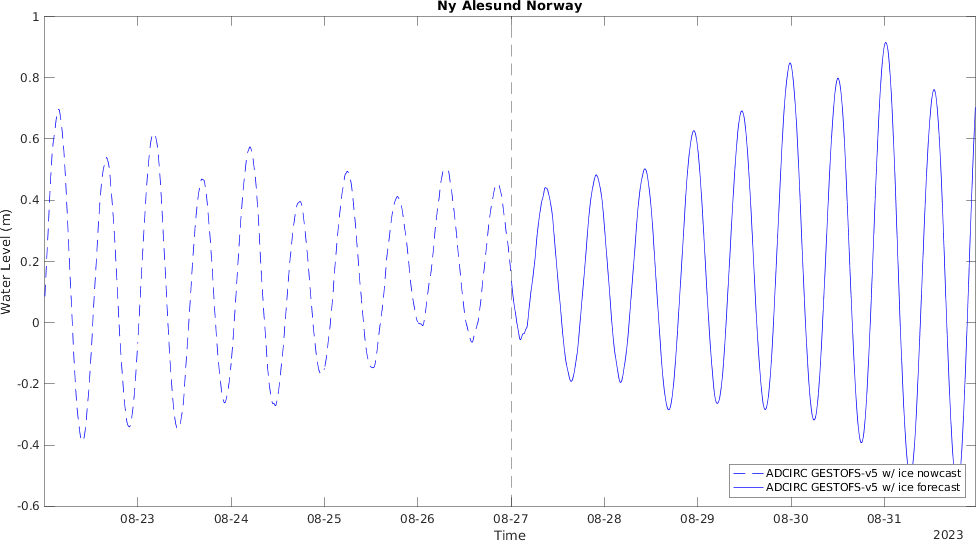 Ny Alesund Norway
1
0.8
0.6
0.4
0.2
0
-0.2
-0.4
-0.6
Water Level (m)
08-23 08-24 08-25 08-26 08-27 08-28 08-29 08-30 08-31
Time
2023
ADCIRC GESTOFS-v5 w/ ice nowcast
ADCIRC GESTOFS-v5 w/ ice forecast